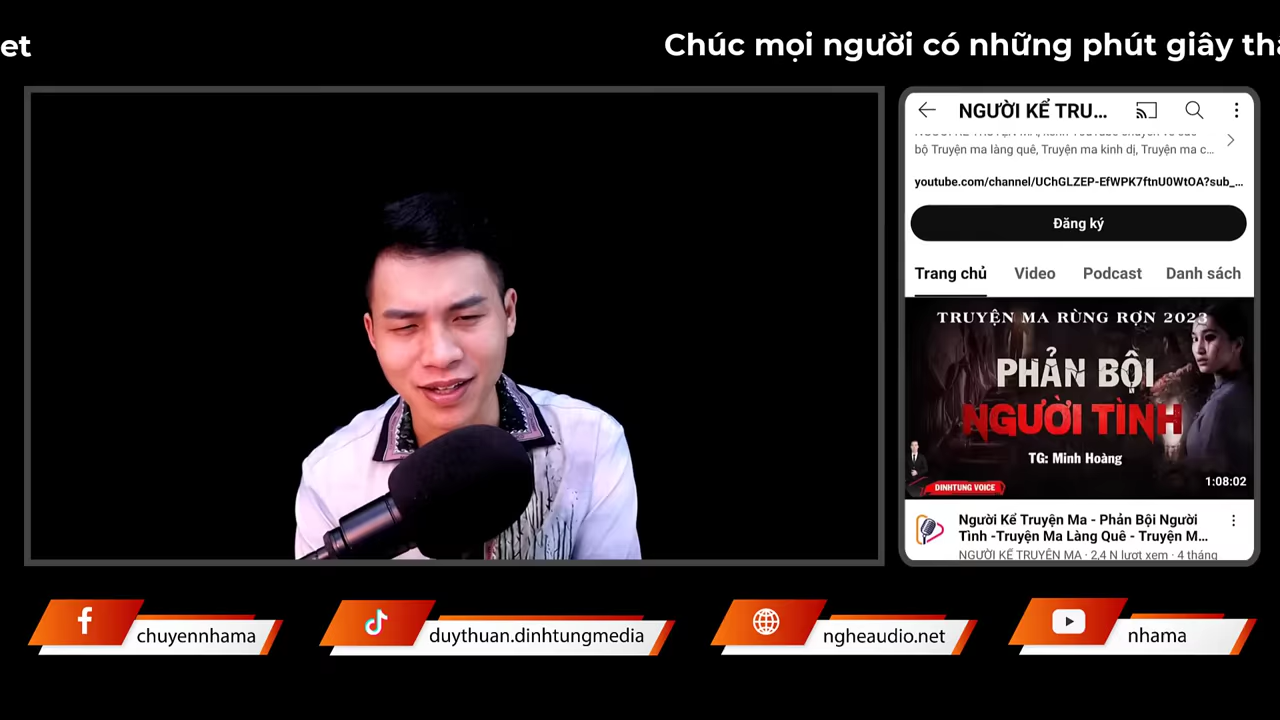 et
Chúc mọi người có những phút giây thả
NGƯỜI KỂ TRU...
bộ Truyện ma làng quê, Truyện ma kinh dị, Truyện ma c...
youtube.com/channel/UChGLZEP-EfWPK7ftnU0WtOA?sub_...
Đăng ký
Trang chủ Video Podcast Danh sách
TRUYỆN MA RÙNG RỢN 2023
PHẢN BỘI
NGƯỜI TÌNH
TG: Minh Hoàng
DINHTUNG VOICE
1:08:02
Người Kể Truyện Ma - Phản Bội Người
Tình -Truyện Ma Làng Quê - Truyện M...
NGƯỜI KỂ TRUYỆN MA · 2,4 N lượt xem · 4 tháng
chuyennhama
duythuan.dinhtungmedia
ngheaudio.net
nhama